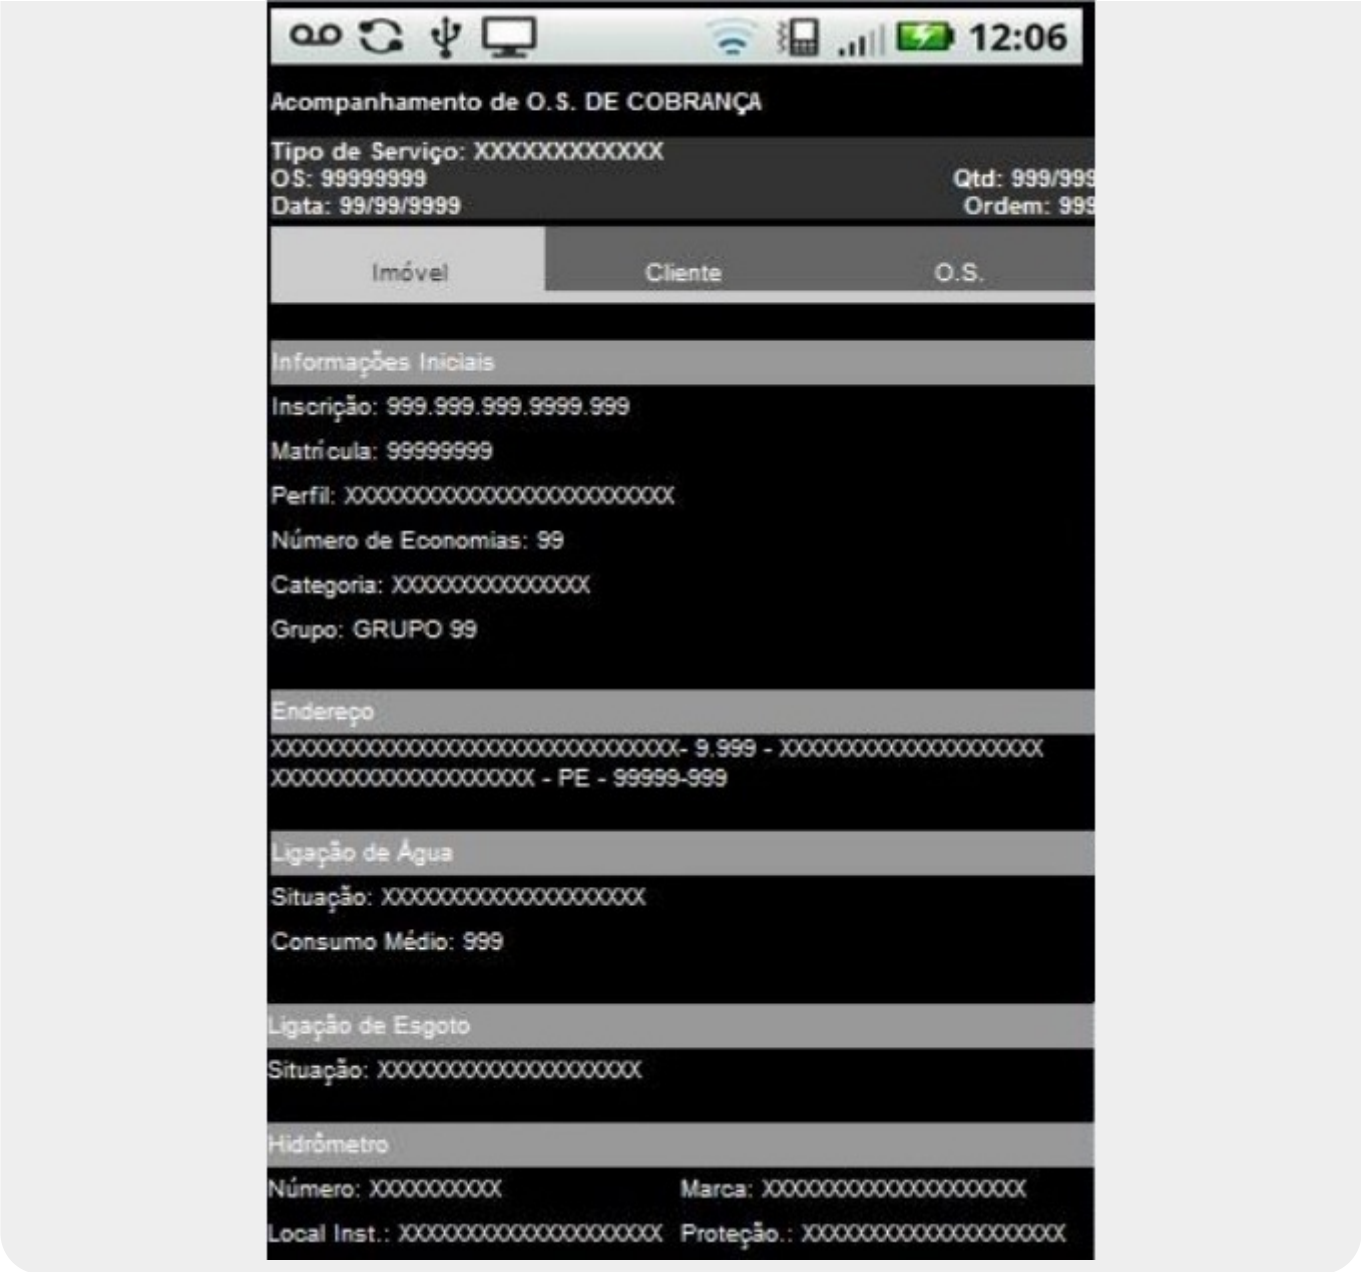 12:06
Acompanhamento de O.S. DE COBRANÇA
Tipo de Serviço: XXXXXXXXXXXX
OS: 99999999 Qtd: 999/999
Data: 99/99/9999 Ordem: 999
Imóvel Cliente O.S.
Informações Iniciais
Inscrição: 999.999.999.9999.999
Matrícula: 99999999
Perfil: XXXXXXXXXXXXXXXXXXXXXXXXX
Número de Economias: 99
Categoria: XXXXXXXXXXXXXXX
Grupo: GRUPO 99
Endereço
XXXXXXXXXXXXXXXXXXXXXXXXXXXXXXX- 9.999 - XXXXXXXXXXXXXXXXXXXX
XXXXXXXXXXXXXXXXXXXX - PE - 99999-999
Ligação de Água
Situação: XXXXXXXXXXXXXXXXXXXX
Consumo Médio: 999
Ligação de Esgoto
Situação: XXXXXXXXXXXXXXXXXXXX
Hidrômetro
Número: XXXXXXXXXX Marca: XXXXXXXXXXXXXXXXXXXX
Local Inst.: XXXXXXXXXXXXXXXXXXXX Proteção.: XXXXXXXXXXXXXXXXXXXX